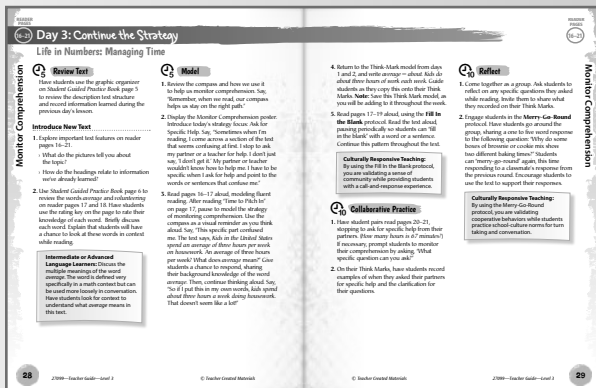 READER PAGES
16–21
Day 3: Continue the Strategy
Life in Numbers: Managing Time
Monitor Comprehension
5
Review Text
Have students use the graphic organizer
on Student Guided Practice Book page 5
to review the description text structure
and record information learned during the
previous day's lesson.
Introduce New Text
1. Explore important text features on reader
pages 16–21.
› What do the pictures tell you about
the topic?
› How do the headings relate to information
we've already learned?
2. Use Student Guided Practice Book page 6 to
review the words average and volunteering
on reader pages 17 and 18. Have students
use the rating key on the page to rate their
knowledge of each word. Briefly discuss
each word. Explain that students will have
a chance to look at these words in context
while reading.
Intermediate or Advanced
Language Learners: Discuss the
multiple meanings of the word
average. The word is defined very
specifically in a math context but can
be used more loosely in conversation.
Have students look for context to
understand what average means in
this text.
5
Model
1. Review the compass and how we use it
to help us monitor comprehension. Say,
"Remember, when we read, our compass
helps us on the right path."
2. Display the Monitor Comprehension poster.
Introduce today's strategy focus: Ask for
Specific Help. Say, "Sometimes when I'm
reading, I come across a section of the text
that seems confusing at first. I stop to ask
my partner or a teacher for help. I don't just
say, 'I don't get it.' My partner or teacher
wouldn't know how to help me. I have to be
specific when I ask for help and point to the
words or sentences that confuse me."
3. Read pages 16–17 aloud, modeling fluent
reading. After reading "Time to Pitch In"
on page 17, pause to model the strategy
of monitoring comprehension. Use the
compass as a visual reminder as you think
aloud. Say, "This specific part confused
me. The text says, Kids in the United States
spend an average of three hours per week
on housework. An average of three hours
per week? What does average mean?" Give
students a chance to respond, sharing
their background knowledge of the word
average. Then, continue thinking aloud. Say,
"So if I put this in my own words, kids spend
about three hours a week doing housework.
That doesn't seem like a lot!"
28
27099—Teacher Guide—Level 3
© Teacher Created Materials
READER PAGES
16–21
Monitor Comprehension
4. Return to the Think-Mark model from days
1 and 2, and write average = about. Kids do
about three hours of work each week. Guide
students as they copy this onto their Think
Marks. Note: Save this Think Mark model, as
you will be adding to it throughout the week.
5. Read pages 17–19 aloud, using the Fill In
the Blank protocol. Read the text aloud,
pausing periodically so students can "fill
in the blank" with a word or a sentence.
Continue this pattern throughout the text.
Culturally Responsive Teaching:
By using the Fill in the Blank protocol,
you are validating a sense of
community while providing students
with a call-and-response experience.
10
Collaborative Practice
1. Have student pairs read pages 20–21,
stopping to ask for specific help from their
partners. (How many hours is 67 minutes?)
If necessary, prompt students to monitor
their comprehension by asking, "What
specific question can you ask?"
2. On their Think Marks, have students record
examples of when they asked their partners
for specific help and the clarification for
their questions.
10
Reflect
1. Come together as a group. Ask students to
reflect on any specific questions they asked
while reading. Invite them to share what
they recorded on their Think Marks.
2. Engage students in the Merry-Go-Round
protocol. Have students go around the
group, sharing a one to five word response
to the following question: "Why do some
boxes of brownie or cookie mix show
two different baking times?" Students
can "merry-go-round" again, this time
responding to a classmate's response from
the previous round. Encourage students to
use the text to support their responses.
Culturally Responsive Teaching:
By using the Merry-Go-Round
protocol, you are validating
cooperative behaviors while students
practice school-culture norms for turn
taking and conversation.
© Teacher Created Materials
27099—Teacher Guide—Level 3
29